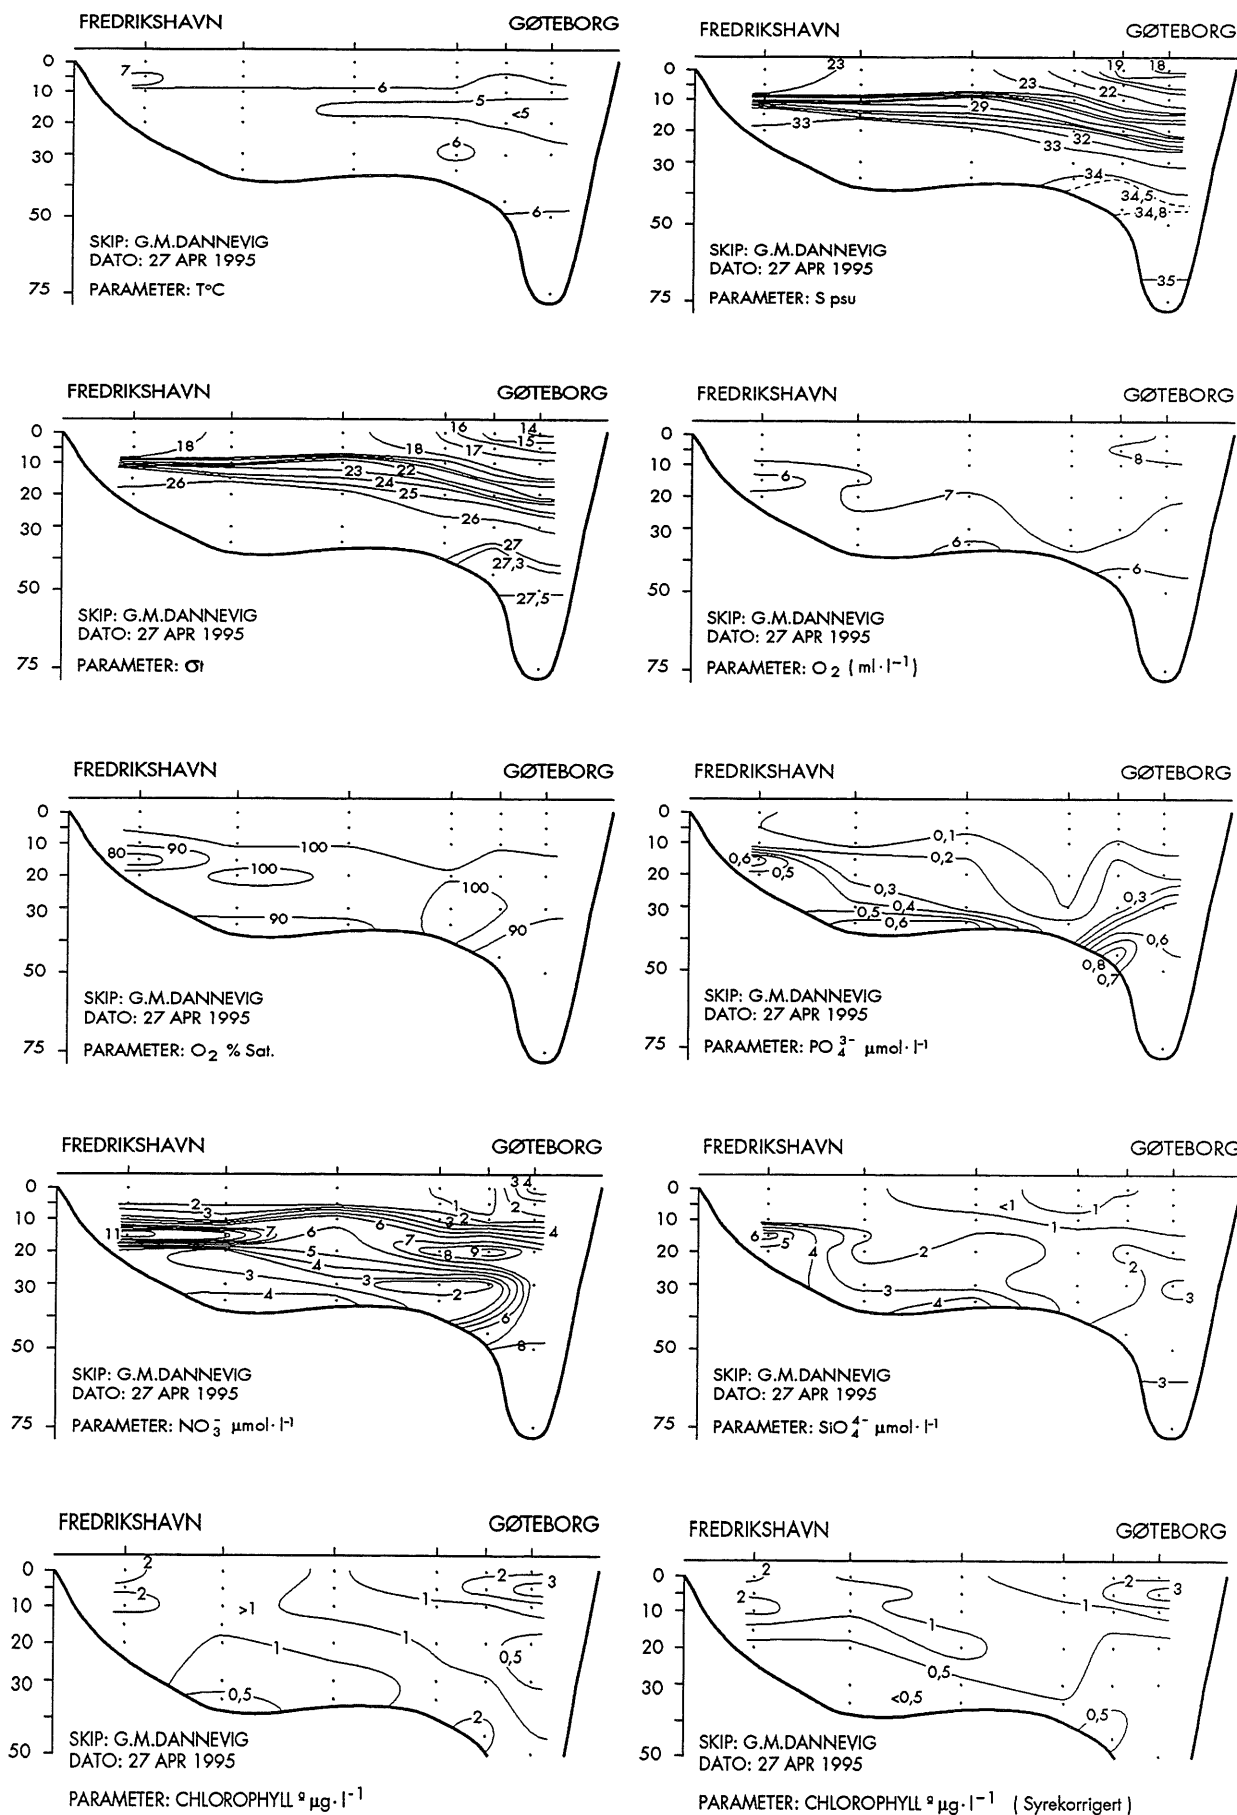 FREDRIKSHAVN GØTEBORG
0
10
20
30
50
75
7
6
5
<5
6
6
SKIP: G.M.DANNEVIG
DATO: 27 APR 1995
PARAMETER: T°C
FREDRIKSHAVN GØTEBORG
0
10
20
30
50
75
23 23 19 18
22
29
33 32
33
34
34,5
34,8
35
SKIP: G.M.DANNEVIG
DATO: 27 APR 1995
PARAMETER: S psu
FREDRIKSHAVN GØTEBORG
0
10
20
30
50
75
16 14
18 18 17 15
23 22
26 24
25
26
27
27,3
27,5
SKIP: G.M.DANNEVIG
DATO: 27 APR 1995
PARAMETER: σt
FREDRIKSHAVN GØTEBORG
0
10
20
30
50
75
8
6
7
6
6
SKIP: G.M.DANNEVIG
DATO: 27 APR 1995
PARAMETER: O2 (ml·l⁻¹)
FREDRIKSHAVN GØTEBORG
0
10
20
30
50
75
80 90 100
100
100
90
90
SKIP: G.M.DANNEVIG
DATO: 27 APR 1995
PARAMETER: O2 % Sat.
FREDRIKSHAVN GØTEBORG
0
10
20
30
50
75
0,1
0,2
0,6
0,5
0,3
0,4
0,5
0,6
0,3
0,6
0,8
0,7
SKIP: G.M.DANNEVIG
DATO: 27 APR 1995
PARAMETER: PO4³⁻ µmol·l⁻¹
FREDRIKSHAVN GØTEBORG
0
10
20
30
50
75
3 4
2 1 2
3 3 2
11 7 6 6 4
7
5 8 9
4
3 3
2
4
6
8
SKIP: G.M.DANNEVIG
DATO: 27 APR 1995
PARAMETER: NO3⁻ µmol·l⁻¹
FREDRIKSHAVN GØTEBORG
0
10
20
30
50
75
<1 1
1
6 5 4
2
2
3
3
4
3
SKIP: G.M.DANNEVIG
DATO: 27 APR 1995
PARAMETER: SiO4⁴⁻ µmol·l⁻¹
FREDRIKSHAVN GØTEBORG
0
10
20
30
50
2
2
>1
1
2
3
1
1
0,5
0,5
2
SKIP: G.M.DANNEVIG
DATO: 27 APR 1995
PARAMETER: CHLOROPHYLL a µg·l⁻¹
FREDRIKSHAVN GØTEBORG
0
10
20
30
50
2
2
2
3
1
1
0,5
<0,5
0,5
SKIP: G.M.DANNEVIG
DATO: 27 APR 1995
PARAMETER: CHLOROPHYLL a µg·l⁻¹ (Syrekorrigert)